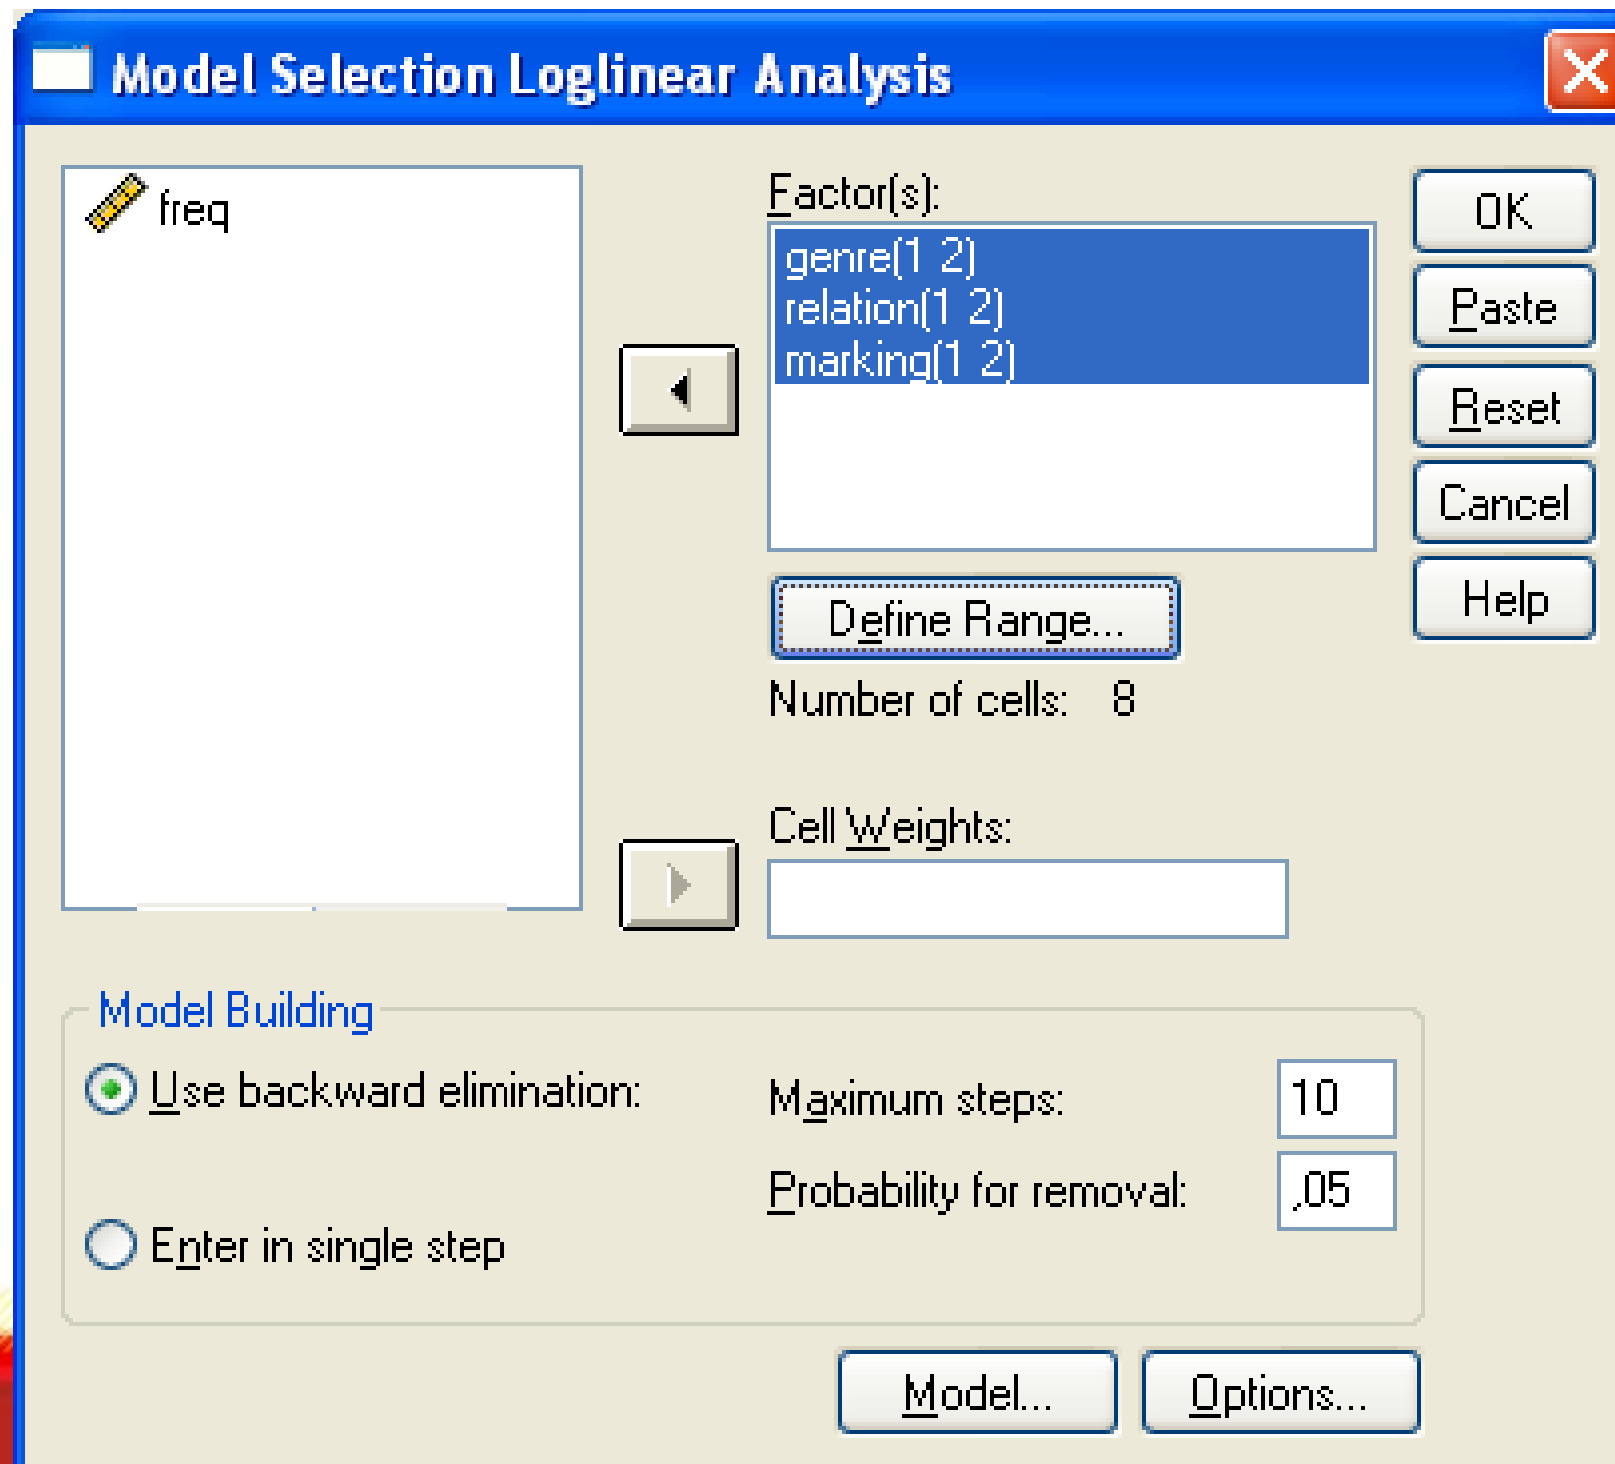 Model Selection Loglinear Analysis
freq
Factor(s):
genre(1 2)
relation(1 2)
marking(1 2)
OK
Paste
Reset
Cancel
Help
Define Range...
Number of cells: 8
Cell Weights:
Model Building
Use backward elimination:
Maximum steps: 10
Probability for removal: ,05
Enter in single step
Model...
Options...